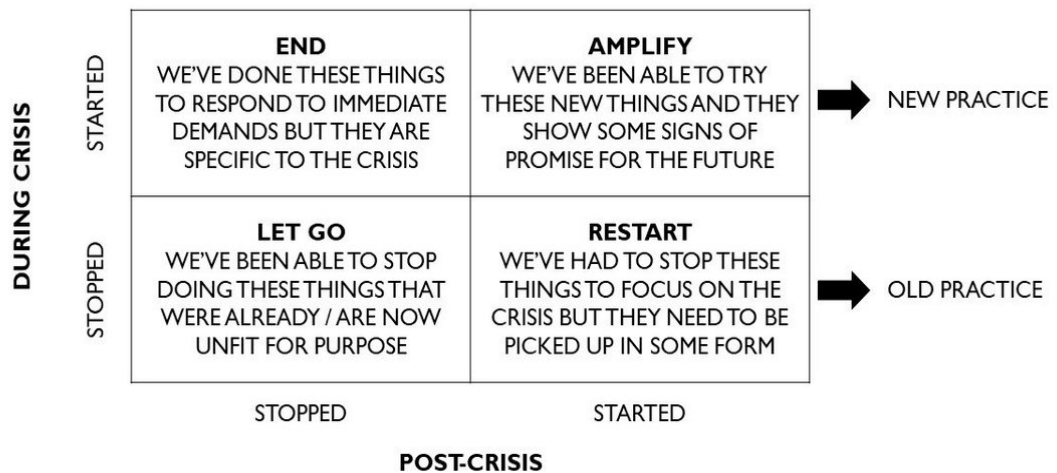 DURING CRISIS
STARTED
END
WE'VE DONE THESE THINGS
TO RESPOND TO IMMEDIATE
DEMANDS BUT THEY ARE
SPECIFIC TO THE CRISIS
AMPLIFY
WE'VE BEEN ABLE TO TRY
THESE NEW THINGS AND THEY
SHOW SOME SIGNS OF
PROMISE FOR THE FUTURE
NEW PRACTICE
STOPPED
LET GO
WE'VE BEEN ABLE TO STOP
DOING THESE THINGS THAT
WERE ALREADY / ARE NOW
UNFIT FOR PURPOSE
RESTART
WE'VE HAD TO STOP THESE
THINGS TO FOCUS ON THE
CRISIS BUT THEY NEED TO BE
PICKED UP IN SOME FORM
OLD PRACTICE
STOPPED
STARTED
POST-CRISIS